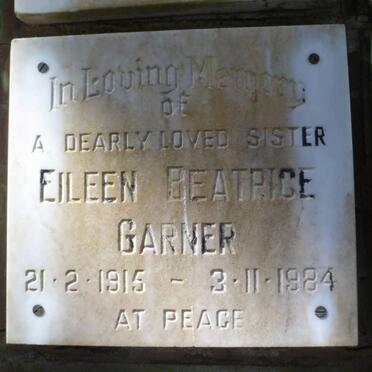 In Loving Memory
OF
A DEARLY LOVED SISTER
EILEEN BEATRICE
GARNER
21·2·1915 ~ 3·11·1984
AT PEACE